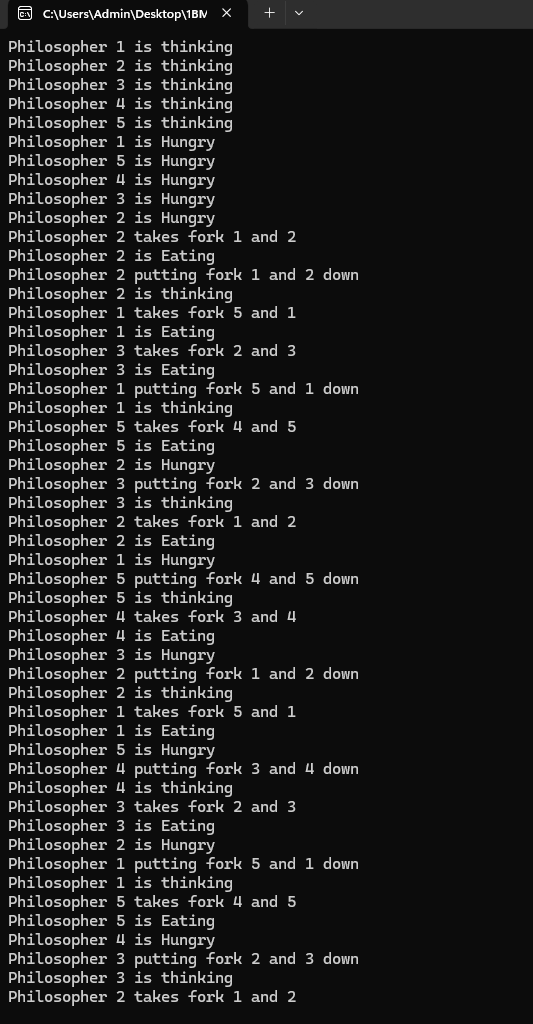 C:\Users\Admin\Desktop\1BM
Philosopher 1 is thinking
Philosopher 2 is thinking
Philosopher 3 is thinking
Philosopher 4 is thinking
Philosopher 5 is thinking
Philosopher 1 is Hungry
Philosopher 5 is Hungry
Philosopher 4 is Hungry
Philosopher 3 is Hungry
Philosopher 2 is Hungry
Philosopher 2 takes fork 1 and 2
Philosopher 2 is Eating
Philosopher 2 putting fork 1 and 2 down
Philosopher 2 is thinking
Philosopher 1 takes fork 5 and 1
Philosopher 1 is Eating
Philosopher 3 takes fork 2 and 3
Philosopher 3 is Eating
Philosopher 1 putting fork 5 and 1 down
Philosopher 1 is thinking
Philosopher 5 takes fork 4 and 5
Philosopher 5 is Eating
Philosopher 2 is Hungry
Philosopher 3 putting fork 2 and 3 down
Philosopher 3 is thinking
Philosopher 2 takes fork 1 and 2
Philosopher 2 is Eating
Philosopher 1 is Hungry
Philosopher 5 putting fork 4 and 5 down
Philosopher 5 is thinking
Philosopher 4 takes fork 3 and 4
Philosopher 4 is Eating
Philosopher 3 is Hungry
Philosopher 2 putting fork 1 and 2 down
Philosopher 2 is thinking
Philosopher 1 takes fork 5 and 1
Philosopher 1 is Eating
Philosopher 5 is Hungry
Philosopher 4 putting fork 3 and 4 down
Philosopher 4 is thinking
Philosopher 3 takes fork 2 and 3
Philosopher 3 is Eating
Philosopher 2 is Hungry
Philosopher 1 putting fork 5 and 1 down
Philosopher 1 is thinking
Philosopher 5 takes fork 4 and 5
Philosopher 5 is Eating
Philosopher 4 is Hungry
Philosopher 3 putting fork 2 and 3 down
Philosopher 3 is thinking
Philosopher 2 takes fork 1 and 2